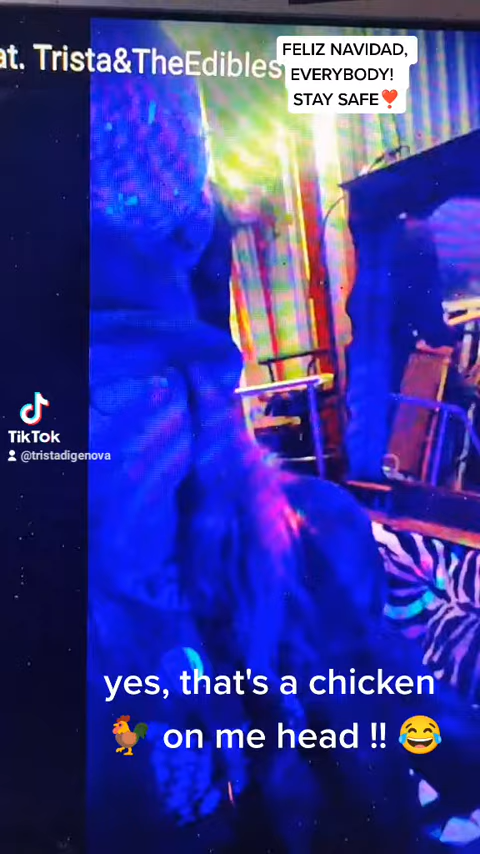 at. Trista&TheEdibles
FELIZ NAVIDAD,
EVERYBODY!
STAY SAFE❣️
TikTok
@tristadigenova
yes, that's a chicken
🐓 on me head !! 😂